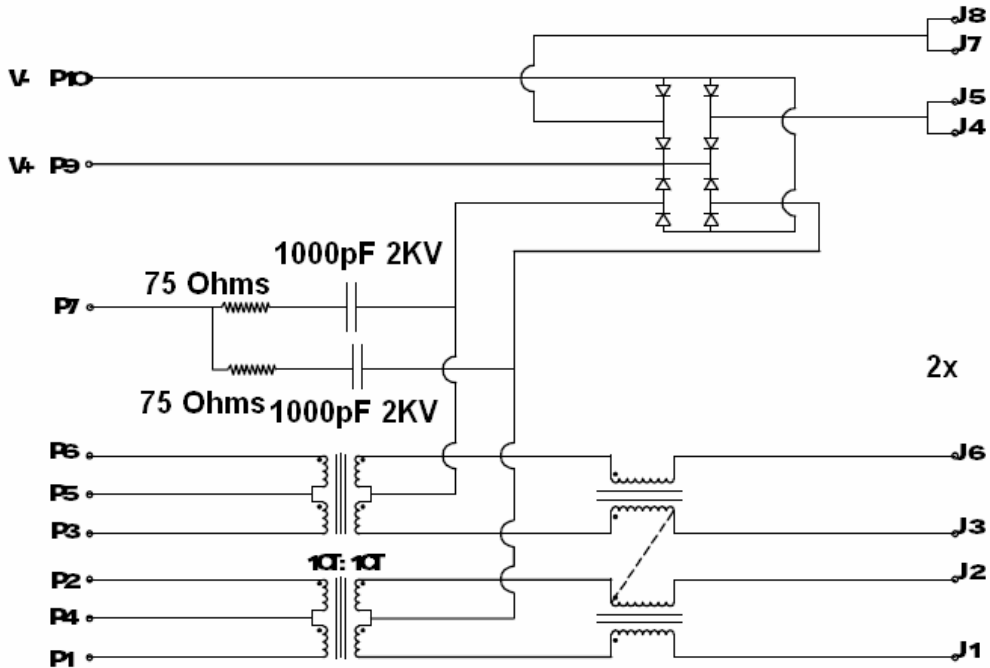 J8
J7
V- P10
J5
J4
V+ P9
1000pF 2KV
75 Ohms
P7
2x
75 Ohms
1000pF 2KV
P6
J6
P5
P3
J3
1CT: 1CT
P2
J2
P4
P1
J1